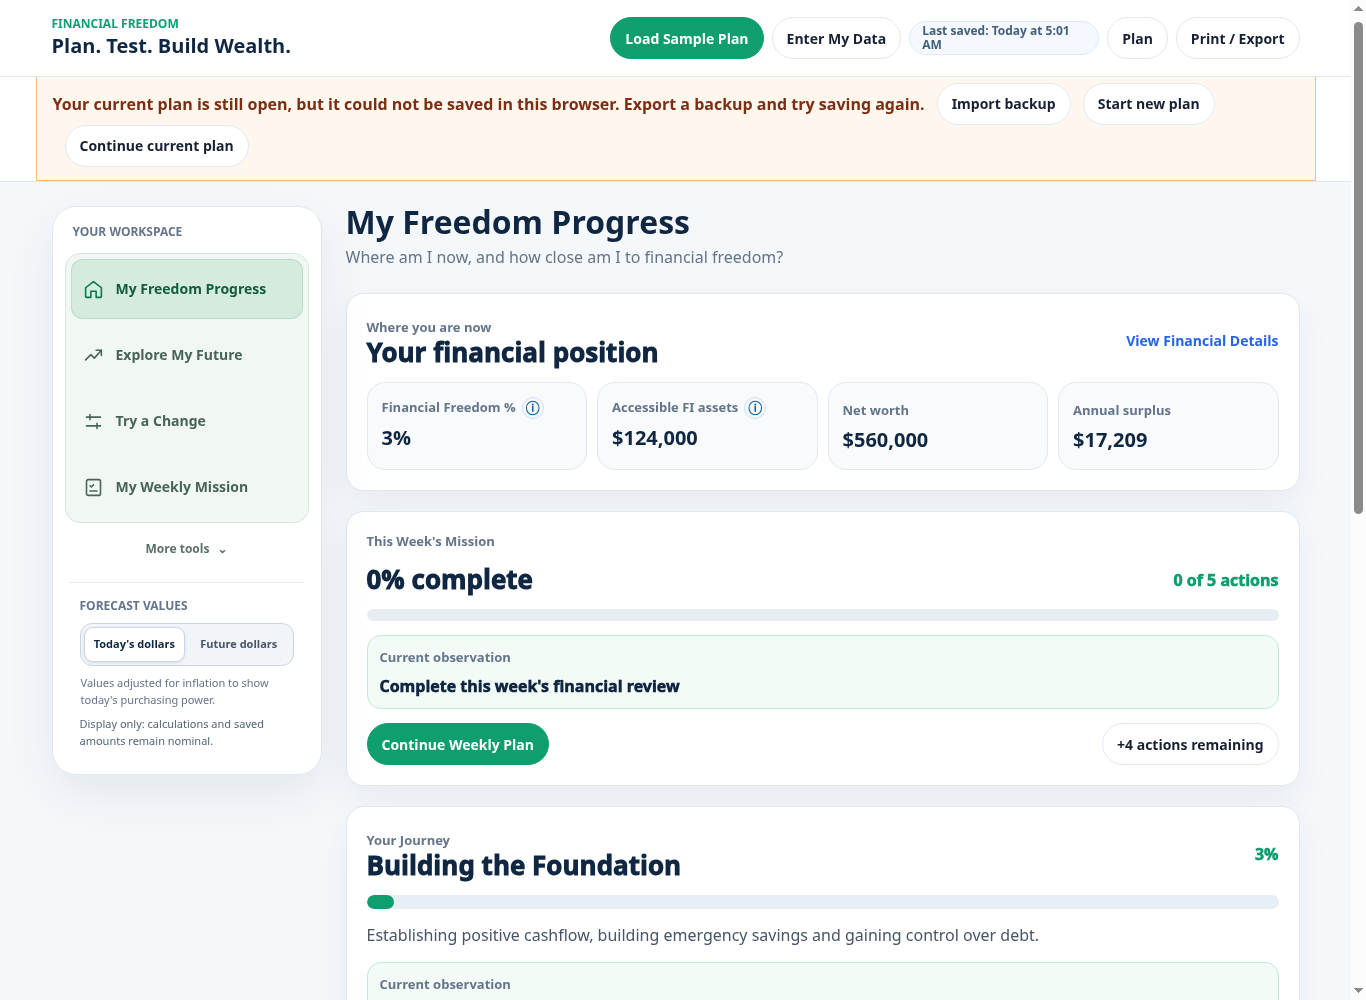 FINANCIAL FREEDOM
Plan. Test. Build Wealth.
Load Sample Plan
Enter My Data
Last saved: Today at 5:01
AM
Plan
Print / Export
Your current plan is still open, but it could not be saved in this browser. Export a backup and try saving again.
Import backup
Start new plan
Continue current plan
YOUR WORKSPACE
My Freedom Progress
Explore My Future
Try a Change
My Weekly Mission
More tools
FORECAST VALUES
Today's dollars
Future dollars
Values adjusted for inflation to show
today's purchasing power.
Display only: calculations and saved
amounts remain nominal.
My Freedom Progress
Where am I now, and how close am I to financial freedom?
Where you are now
Your financial position
View Financial Details
Financial Freedom %
3%
Accessible FI assets
$124,000
Net worth
$560,000
Annual surplus
$17,209
This Week's Mission
0% complete
0 of 5 actions
Current observation
Complete this week's financial review
Continue Weekly Plan
+4 actions remaining
Your Journey
Building the Foundation
3%
Establishing positive cashflow, building emergency savings and gaining control over debt.
Current observation